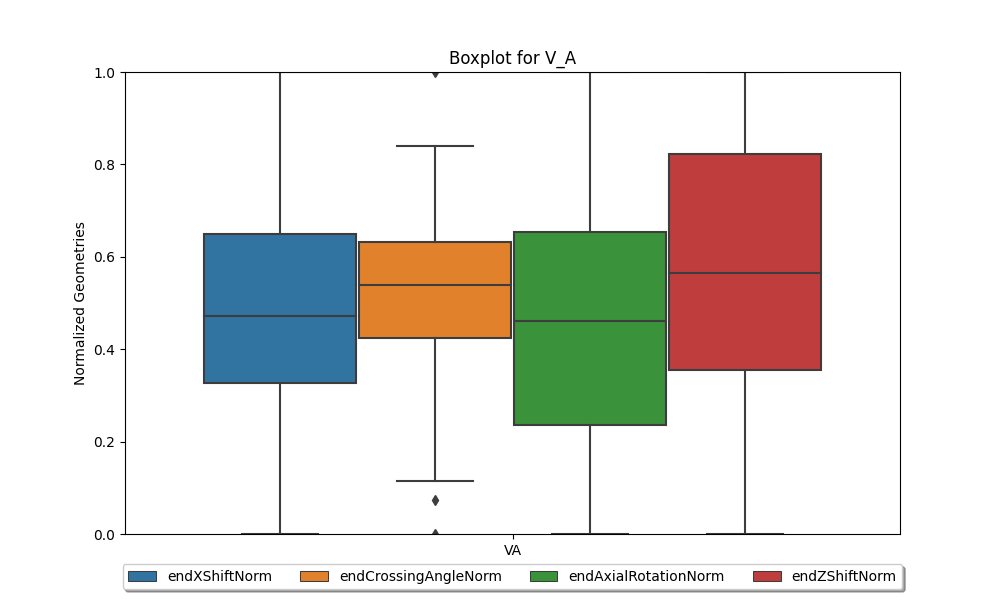 Boxplot for V_A
Normalized Geometries
1.0
0.8
0.6
0.4
0.2
0.0
VA
endXShiftNorm endCrossingAngleNorm endAxialRotationNorm endZShiftNorm